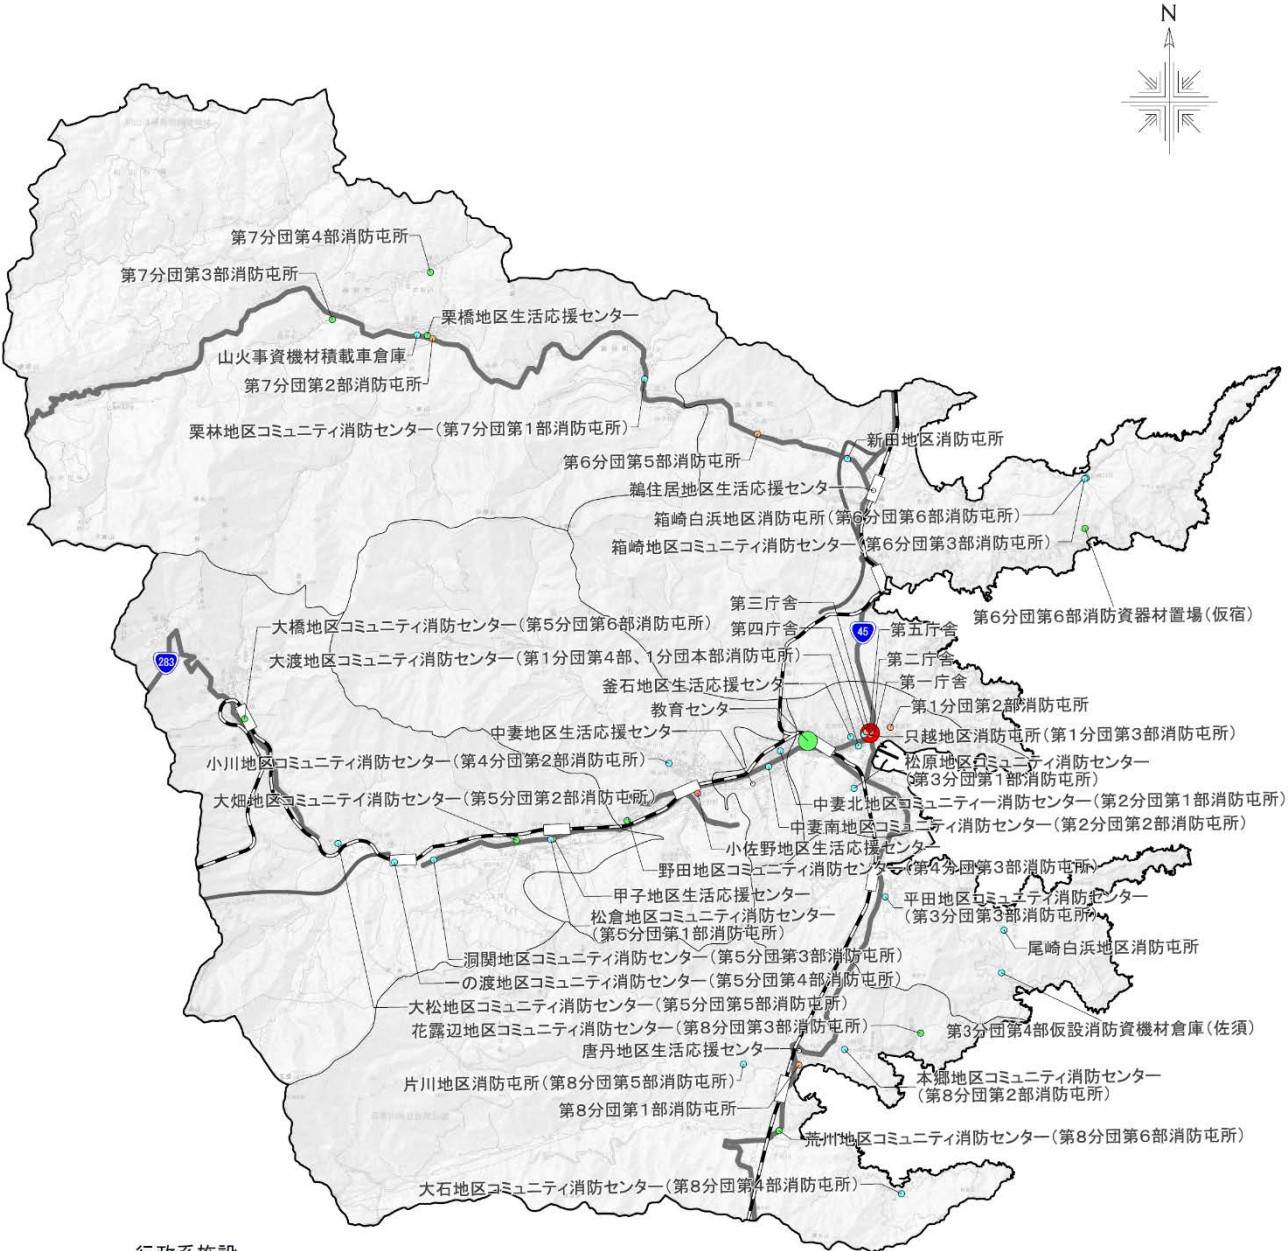 N
第7分団第4部消防屯所
第7分団第3部消防屯所
栗橋地区生活応援センター
山火事資機材積載車倉庫
第7分団第2部消防屯所
栗林地区コミュニティ消防センター(第7分団第1部消防屯所)
新田地区消防屯所
第6分団第5部消防屯所
鵜住居地区生活応援センター
箱崎白浜地区消防屯所(第6分団第6部消防屯所)
箱崎地区コミュニティ消防センター(第6分団第3部消防屯所)
第三庁舎
第6分団第6部消防資器材置場(仮宿)
大橋地区コミュニティ消防センター(第5分団第6部消防屯所)
第四庁舎
45
第五庁舎
283
大渡地区コミュニティ消防センター(第1分団第4部、1分団本部消防屯所)
第二庁舎
釜石地区生活応援センター
第一庁舎
教育センター
第1分団第2部消防屯所
中妻地区生活応援センター
只越地区消防屯所(第1分団第3部消防屯所)
小川地区コミュニティ消防センター(第4分団第2部消防屯所)
松原地区コミュニティ消防センター
(第3分団第1部消防屯所)
大畑地区コミュニテイ消防センター(第5分団第2部消防屯所)
中妻北地区コミュニティー消防センター(第2分団第1部消防屯所)
中妻南地区コミュニティ消防センター(第2分団第2部消防屯所)
小佐野地区生活応援センター
野田地区コミュニティ消防センター(第4分団第3部消防屯所)
甲子地区生活応援センター
平田地区コミュニティ消防センター
(第3分団第3部消防屯所)
松倉地区コミュニティ消防センター
(第5分団第1部消防屯所)
尾崎白浜地区消防屯所
洞関地区コミュニティ消防センター(第5分団第3部消防屯所)
一の渡地区コミュニティ消防センター(第5分団第4部消防屯所)
大松地区コミュニティ消防センター(第5分団第5部消防屯所)
花露辺地区コミュニティ消防センター(第8分団第3部消防屯所)
第3分団第4部仮設消防資機材倉庫(佐須)
唐丹地区生活応援センター
片川地区消防屯所(第8分団第5部消防屯所)
本郷地区コミュニティ消防センター
(第8分団第2部消防屯所)
第8分団第1部消防屯所
荒川地区コミュニティ消防センター(第8分団第6部消防屯所)
大石地区コミュニティ消防センター(第8分団第4部消防屯所)
行政系施設